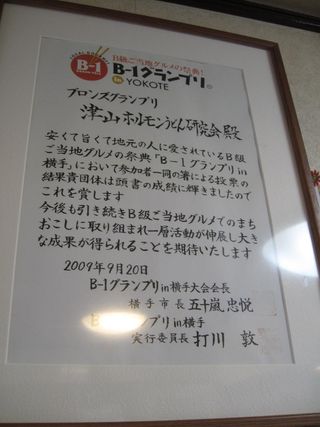 B級ご当地グルメの祭典!
B-1
B-1グランプリ®
in YOKOTE
ブロンズグランプリ
津山ホルモンうどん研究会殿
安くて旨くて地元の人に愛されているB級
ご当地グルメの祭典「B-1グランプリin
横手」において参加者一同の箸による投票の
結果貴団体は頭書の成績に輝きましたので
これを賞します
今後も引き続きB級ご当地グルメでのまち
おこしに取り組まれ一層活動が伸展し大き
な成果が得られることを期待いたします
2009年9月20日
B-1グランプリin横手大会会長
横手市長 五十嵐忠悦
B-1グランプリin横手
実行委員長 打川 敦